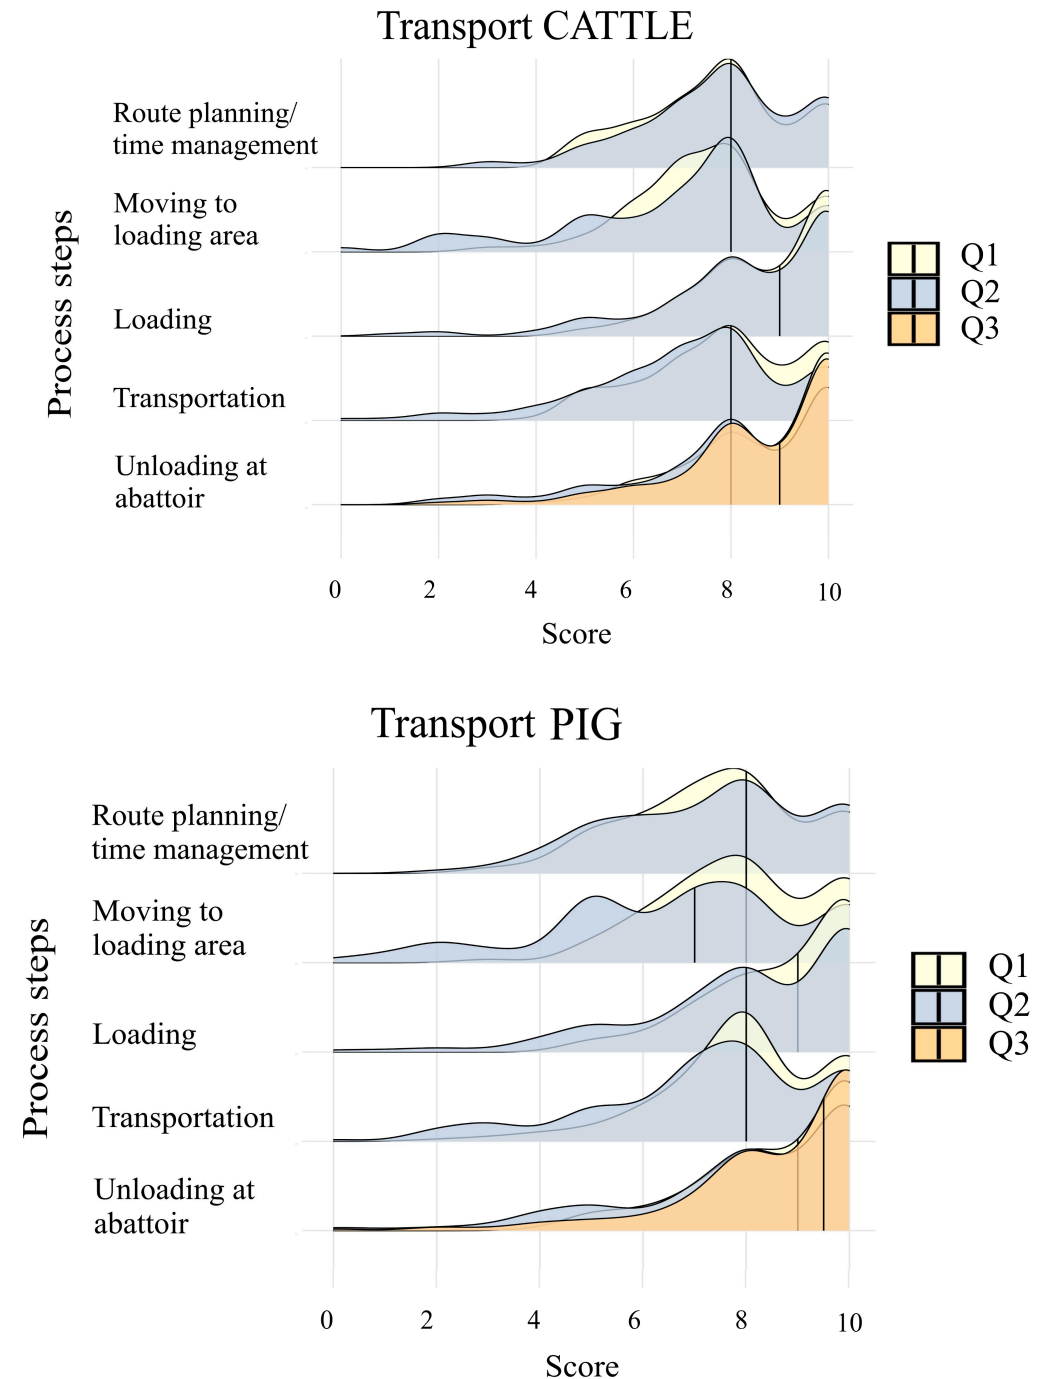 Transport CATTLE
Route planning/
time management
Moving to
loading area
Loading
Transportation
Unloading at
abattoir
Process steps
Q1
Q2
Q3
0 2 4 6 8 10
Score
Transport PIG
Route planning/
time management
Moving to
loading area
Loading
Transportation
Unloading at
abattoir
Process steps
Q1
Q2
Q3
0 2 4 6 8 10
Score